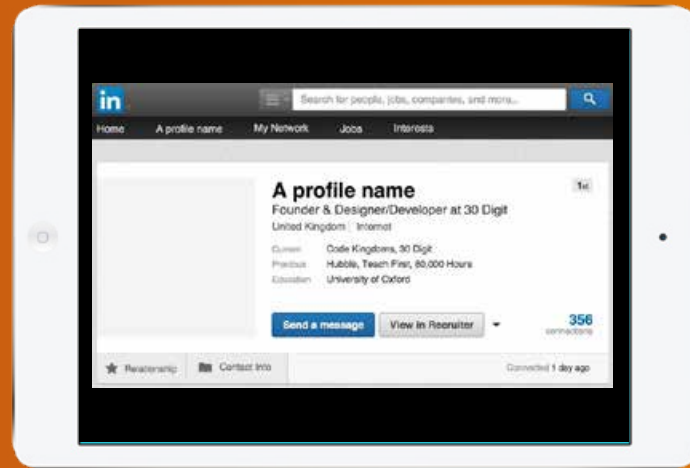 in
Search for people, jobs, companies, and more...
Home A profile name My Network Jobs Interests
A profile name
1st
Founder & Designer/Developer at 30 Digit
United Kingdom Internet
Current Code Kingdoms, 30 Digit
Previous Hubble, Teach First, 80,000 Hours
Education University of Oxford
Send a message View in Recruiter 356
connections
Relationship Contact Info Connected 1 day ago